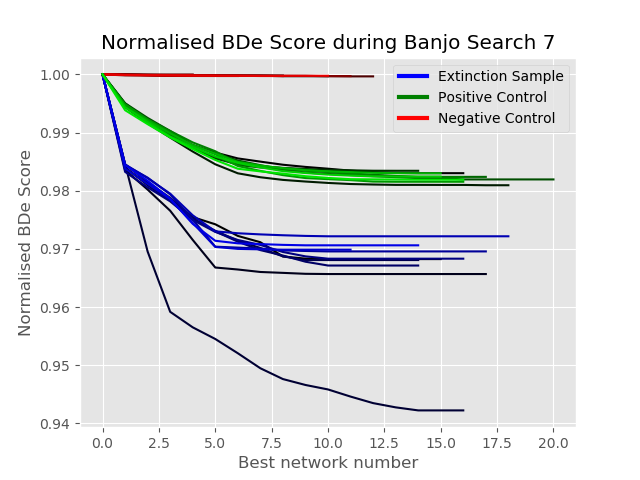 Normalised BDe Score during Banjo Search 7
Extinction Sample
Positive Control
Negative Control
Normalised BDe Score
1.00
0.99
0.98
0.97
0.96
0.95
0.94
0.0 2.5 5.0 7.5 10.0 12.5 15.0 17.5 20.0
Best network number